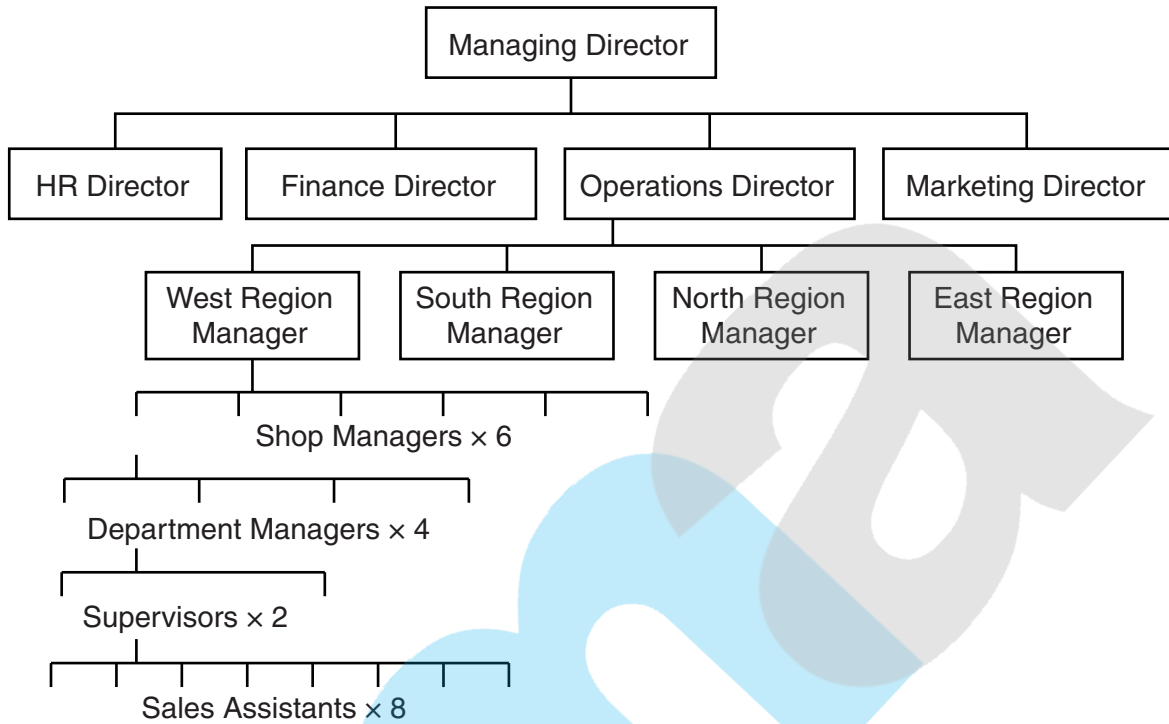 Managing Director
HR Director
Finance Director
Operations Director
Marketing Director
West Region
Manager
South Region
Manager
North Region
Manager
East Region
Manager
Shop Managers × 6
Department Managers × 4
Supervisors × 2
Sales Assistants × 8